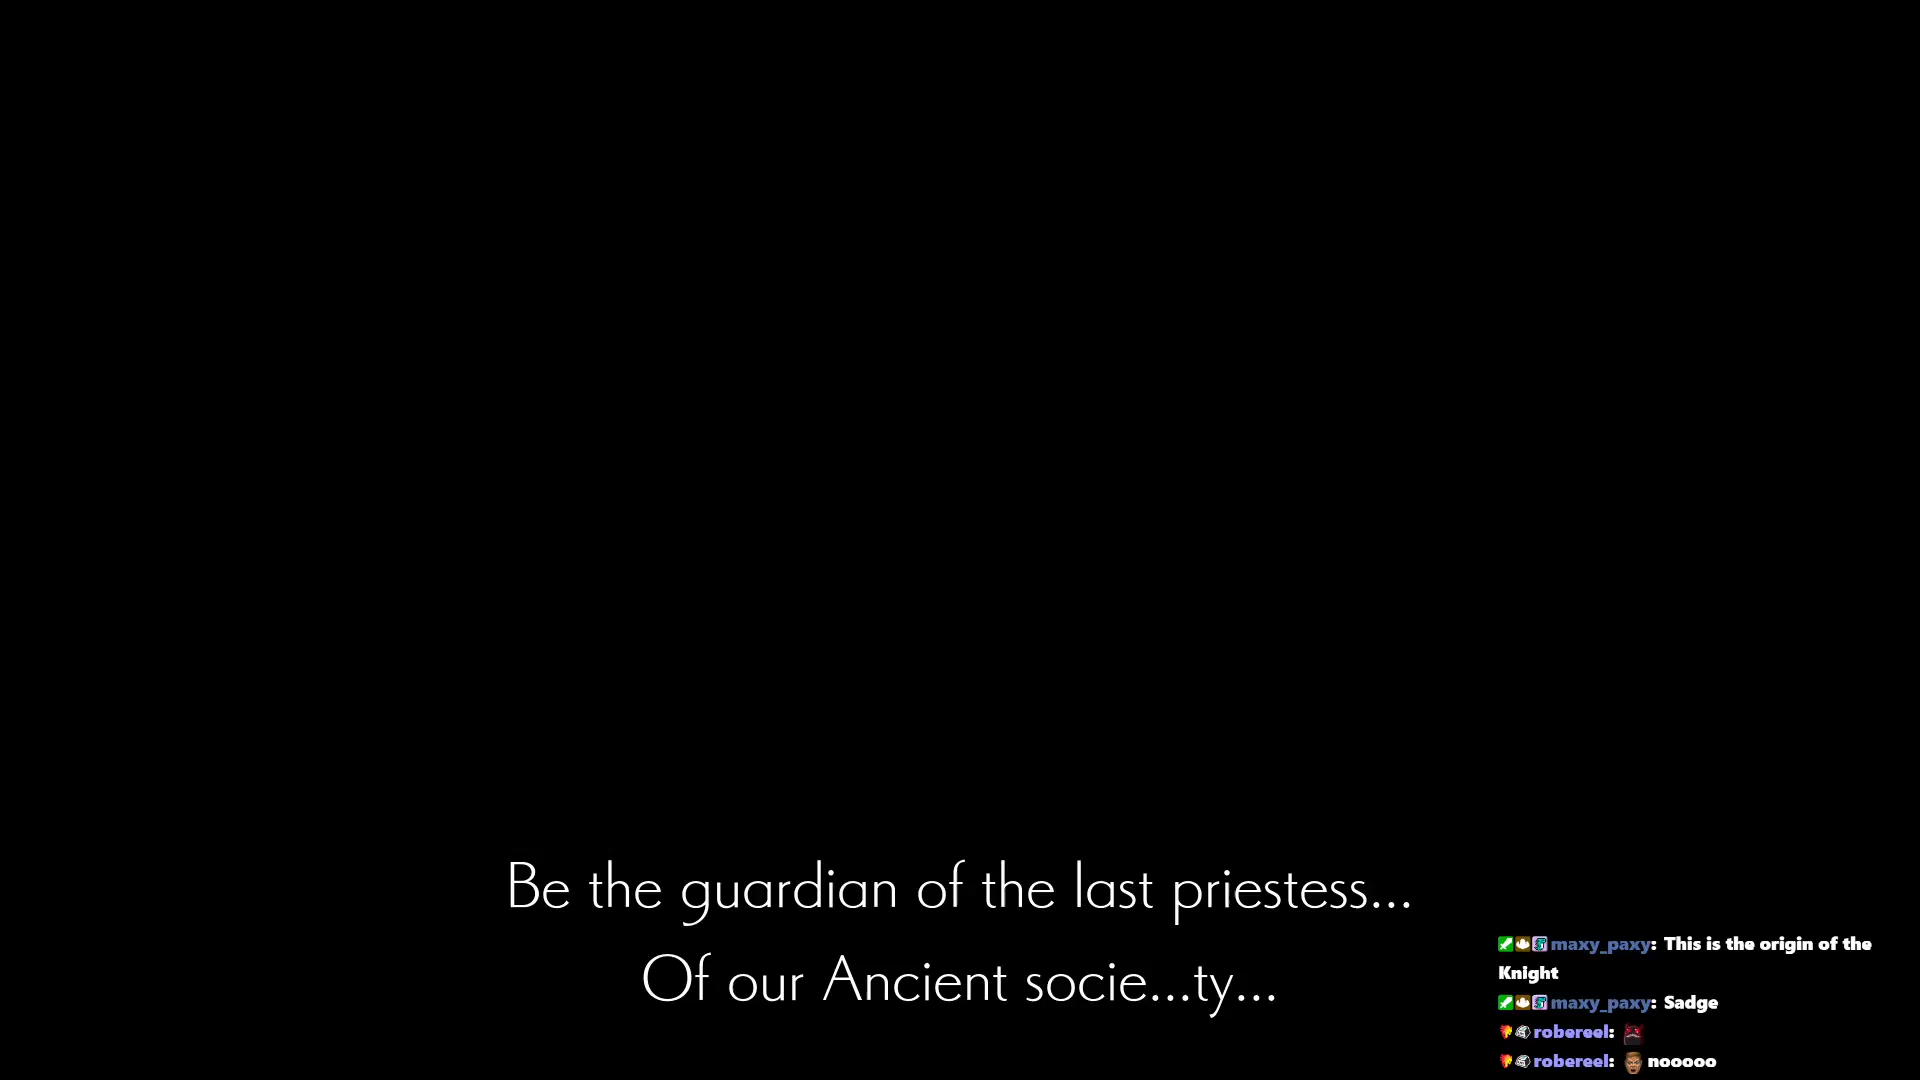 Be the guardian of the last priestess...
Of our Ancient socie...ty...
maxy_paxy: This is the origin of the
Knight
maxy_paxy: Sadge
robereel:
robereel: nooooo